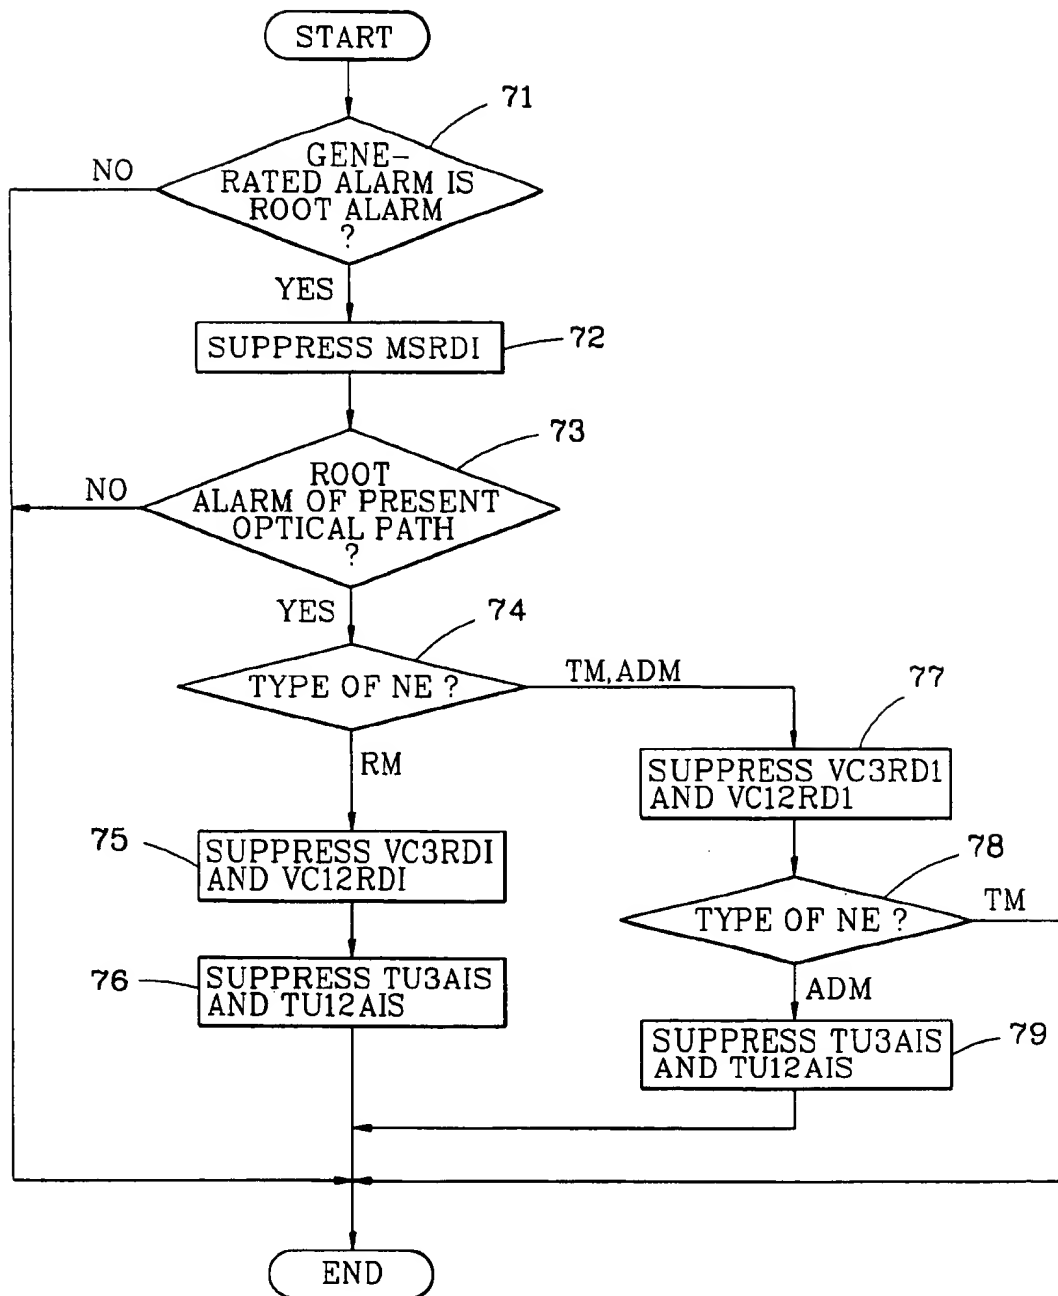 START
71
GENE-
RATED ALARM IS
ROOT ALARM
?
NO
YES
SUPPRESS MSRDI
72
73
ROOT
ALARM OF PRESENT
OPTICAL PATH
?
NO
YES
74
TYPE OF NE ?
TM,ADM
RM
77
SUPPRESS VC3RD1
AND VC12RD1
75
SUPPRESS VC3RDI
AND VC12RDI
78
TYPE OF NE ?
TM
ADM
76
SUPPRESS TU3AIS
AND TU12AIS
SUPPRESS TU3AIS
AND TU12AIS
79
END